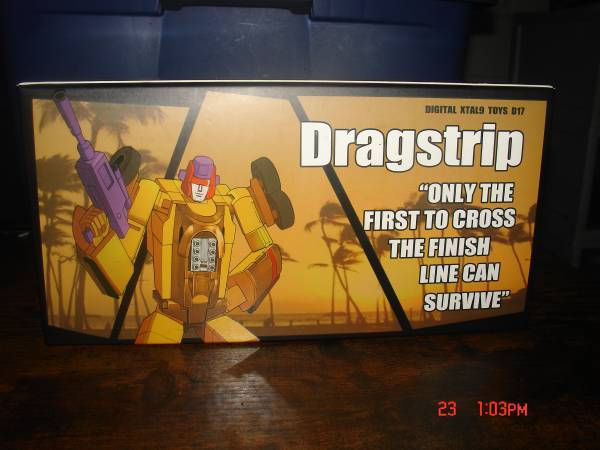 DIGITAL XTAL9 TOYS D17
Dragstrip
“ONLY THE
FIRST TO CROSS
THE FINISH
LINE CAN
SURVIVE”
23 1:03PM